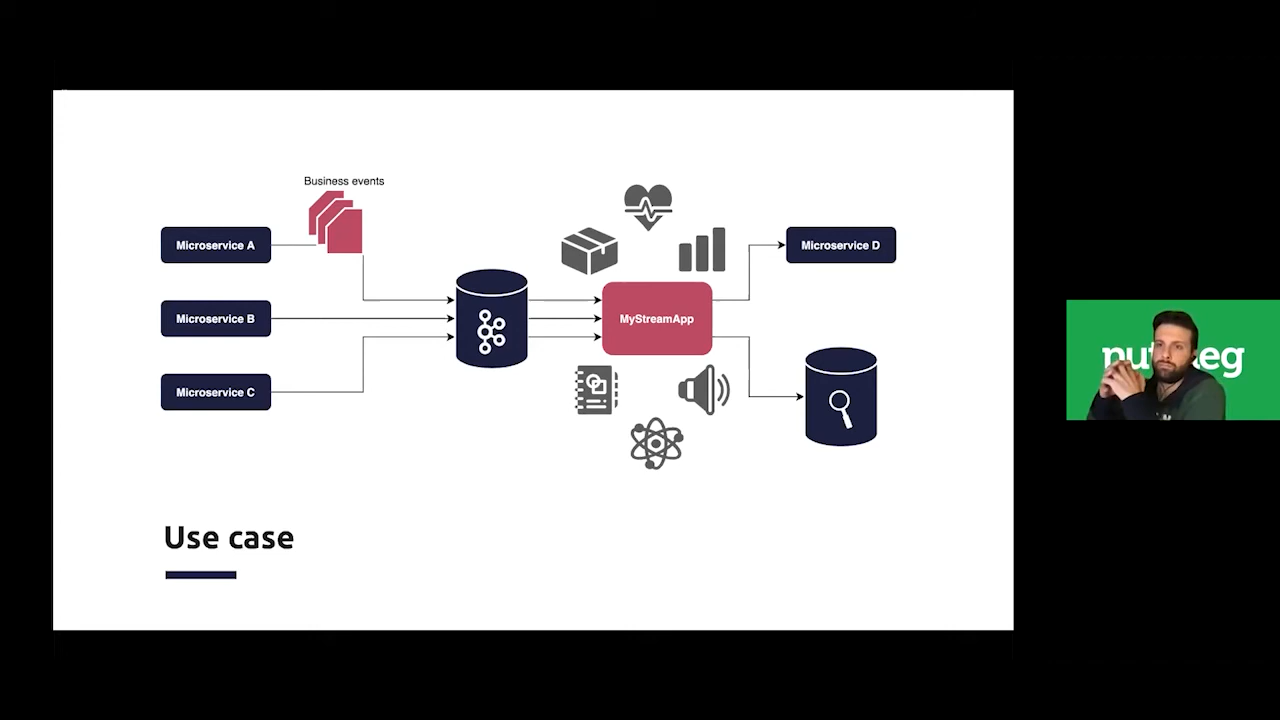 Business events
Microservice A
Microservice B
Microservice C
MyStreamApp
Microservice D
Use case